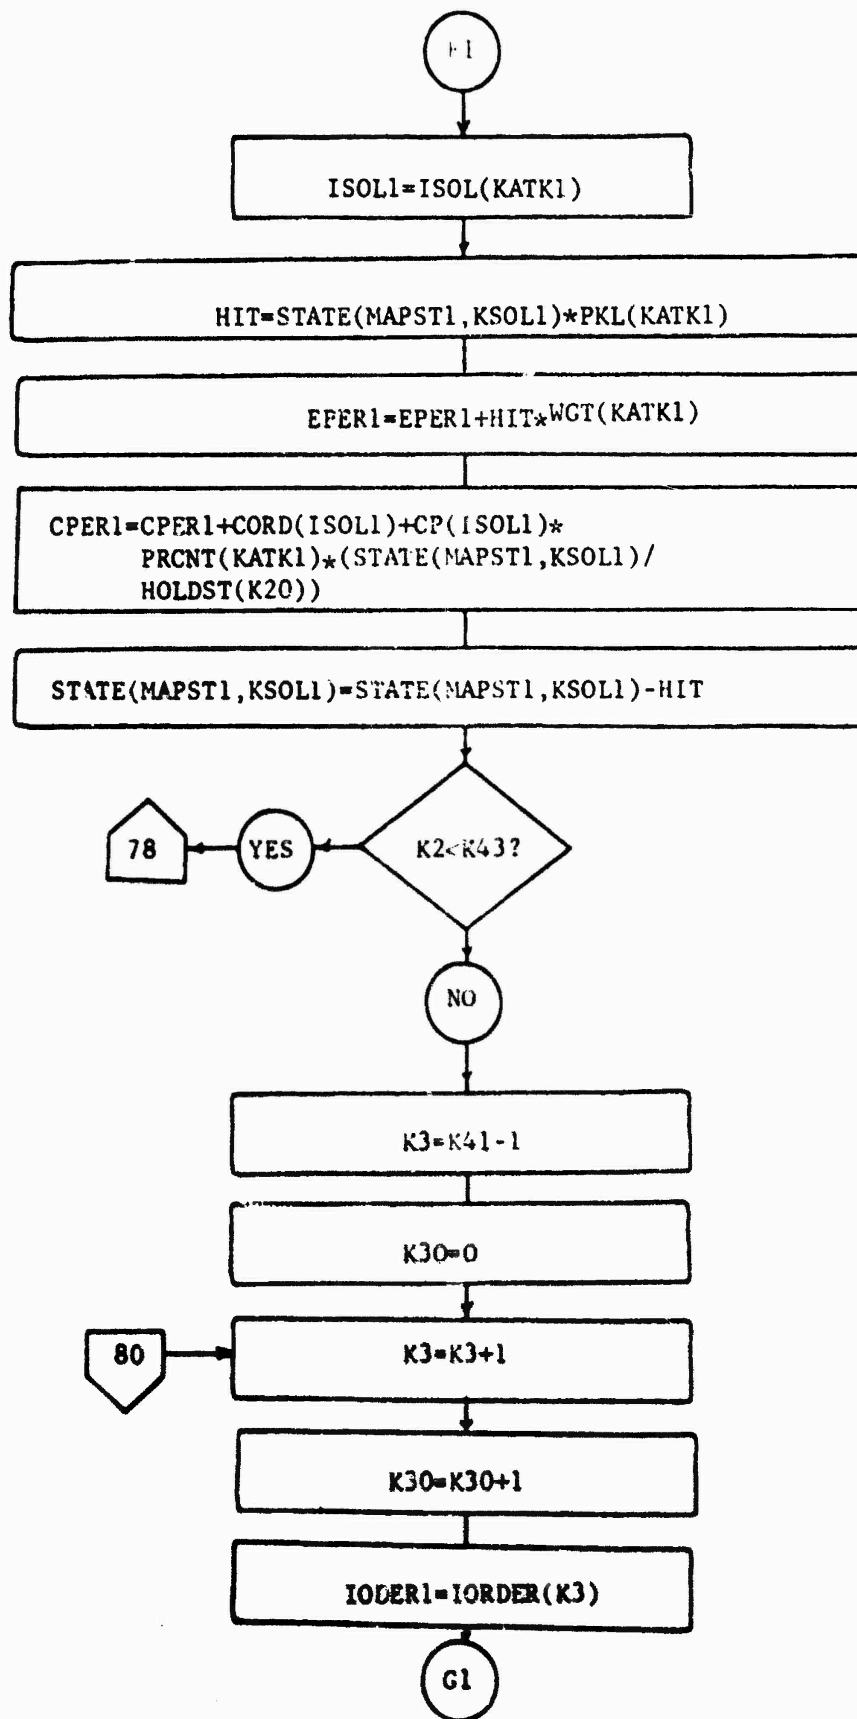 ISOL1=ISOL(KATK1)
HIT=STATE(MAPST1,KSOL1)*PKL(KATK1)
EPER1=EPER1+HIT*WGT(KATK1)
CPER1=CPER1+CORD(ISOL1)+CP(ISOL1)*
PRCNT(KATK1)*(STATE(MAPST1,KSOL1)/
HOLDST(K20))
STATE(MAPST1,KSOL1)=STATE(MAPST1,KSOL1)-HIT
78
YES
K2<K43?
NO
K3=K41-1
K30=0
80
K3=K3+1
K30=K30+1
IODER1=IORDER(K3)
G1